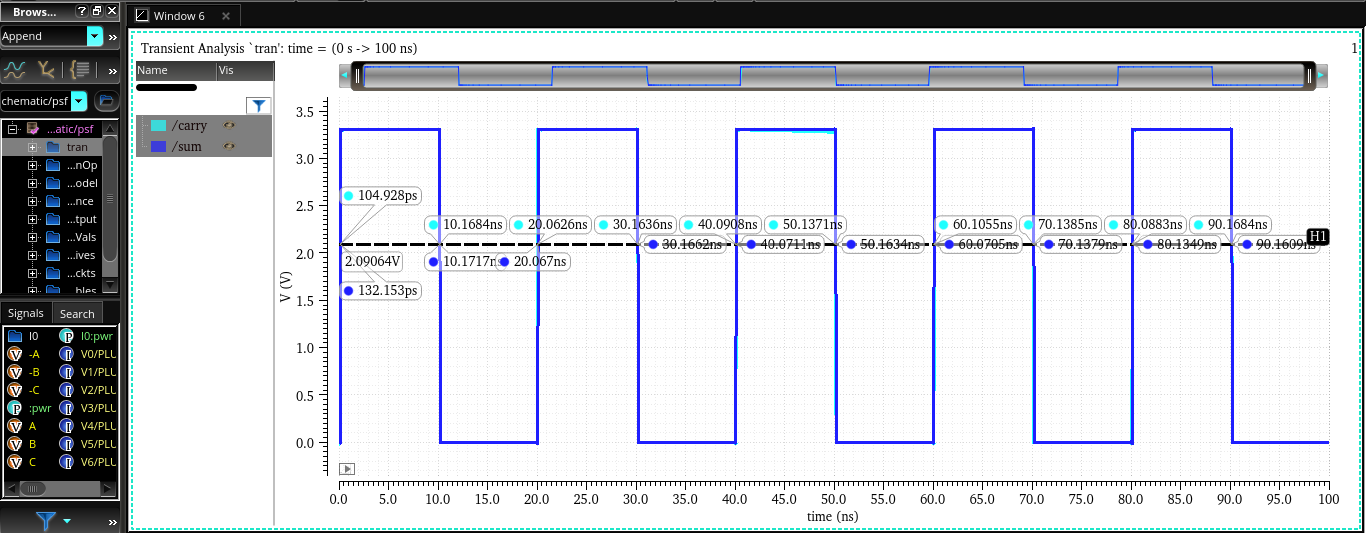 Brows...
Append
»
»
chematic/psf
...atic/psf
tran
...nOp
...odel
...nce
...tput
...Vals
...ives
...ckts
...bles
Signals
Search
I0
I0:pwr
-A
V0/PLU
-B
V1/PLU
-C
V2/PLU
:pwr
V3/PLU
A
V4/PLU
B
V5/PLU
C
V6/PLU
»
Window 6
Transient Analysis `tran': time = (0 s -> 100 ns)
1
Name
Vis
/carry
/sum
V (V)
3.5
3.0
2.5
2.0
1.5
1.0
0.5
0.0
104.928ps
10.1684ns
20.0626ns
30.1636ns
40.0908ns
50.1371ns
60.1055ns
70.1385ns
80.0883ns
90.1684ns
30.1662ns
40.0711ns
50.1634ns
60.0705ns
70.1379ns
80.1349ns
90.1609ns
H1
2.09064V
10.1717n
20.067ns
132.153ps
0.0 5.0 10.0 15.0 20.0 25.0 30.0 35.0 40.0 45.0 50.0 55.0 60.0 65.0 70.0 75.0 80.0 85.0 90.0 95.0 100
time (ns)